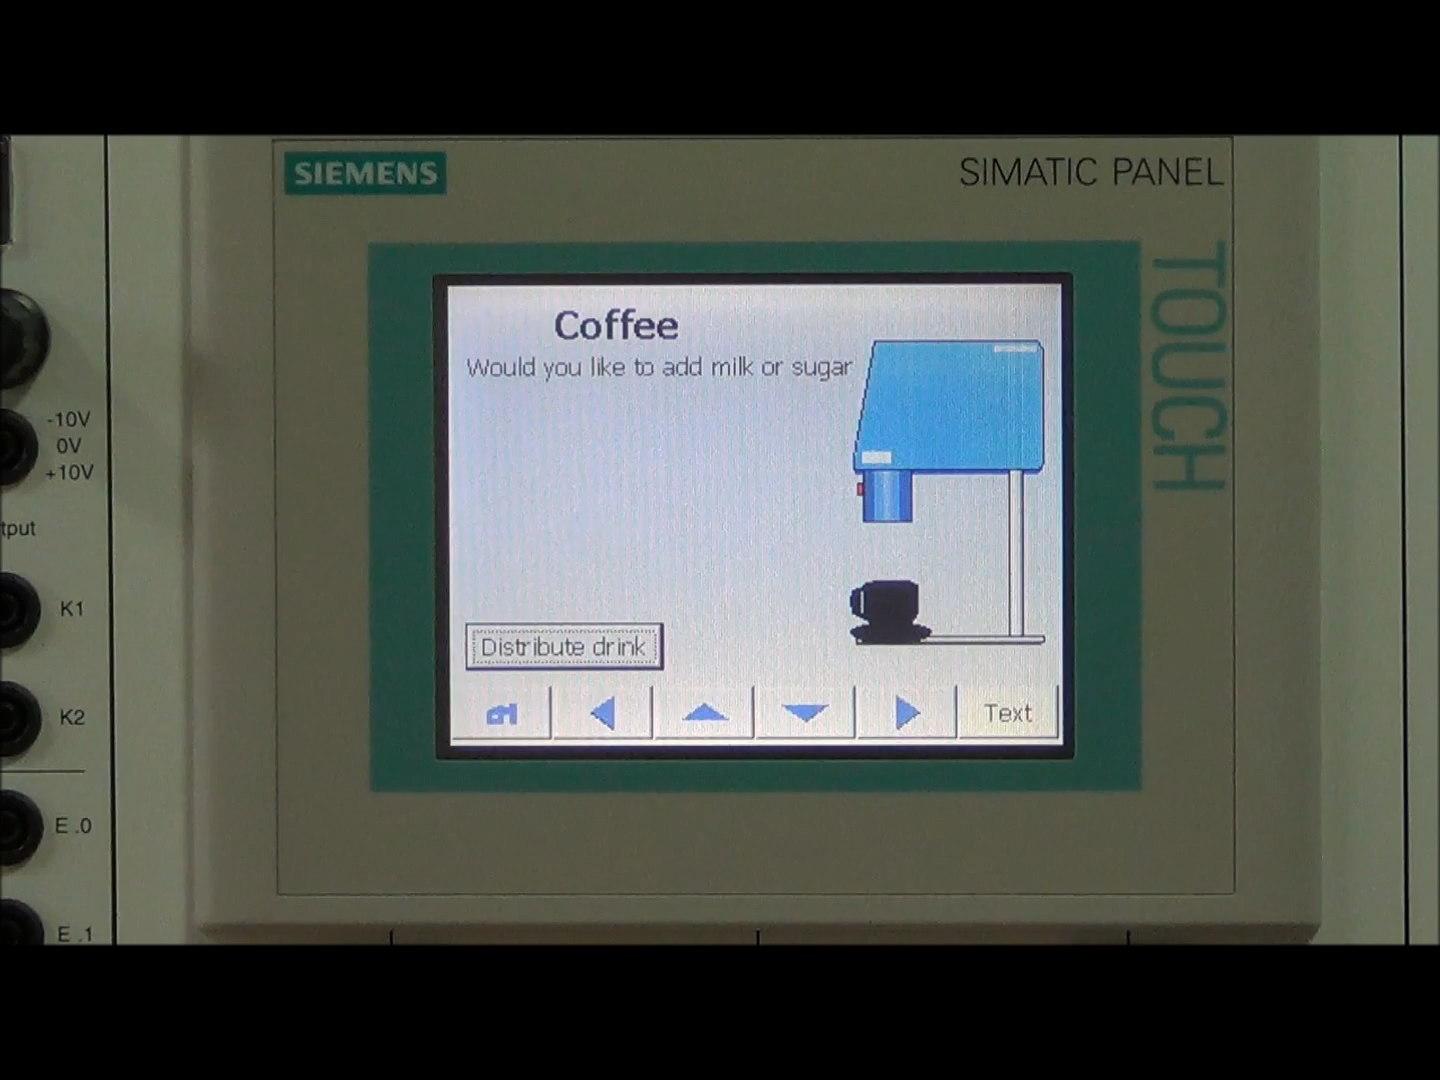 SIEMENS
SIMATIC PANEL
TOUCH
Coffee
Would you like to add milk or sugar
Distribute drink
Text
-10V
0V
+10V
tput
K1
K2
E .0
E .1